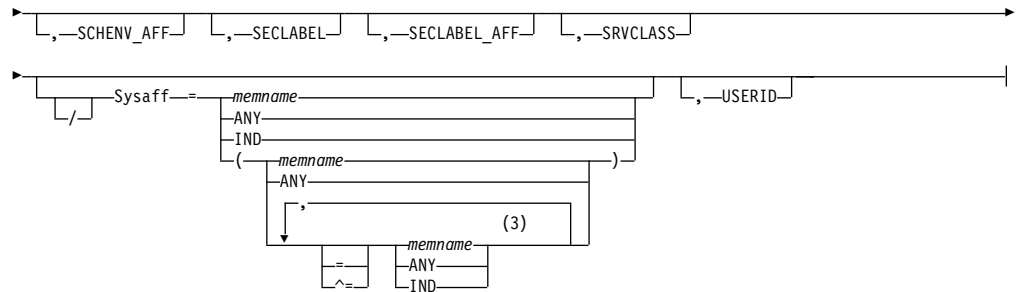 , SCHENV_AFF , SECLABEL , SECLABEL_AFF , SRVCLASS
/ Sysaff = memname , USERID
ANY
IND
( memname )
ANY
,
(3)
memname
= ANY
^= IND